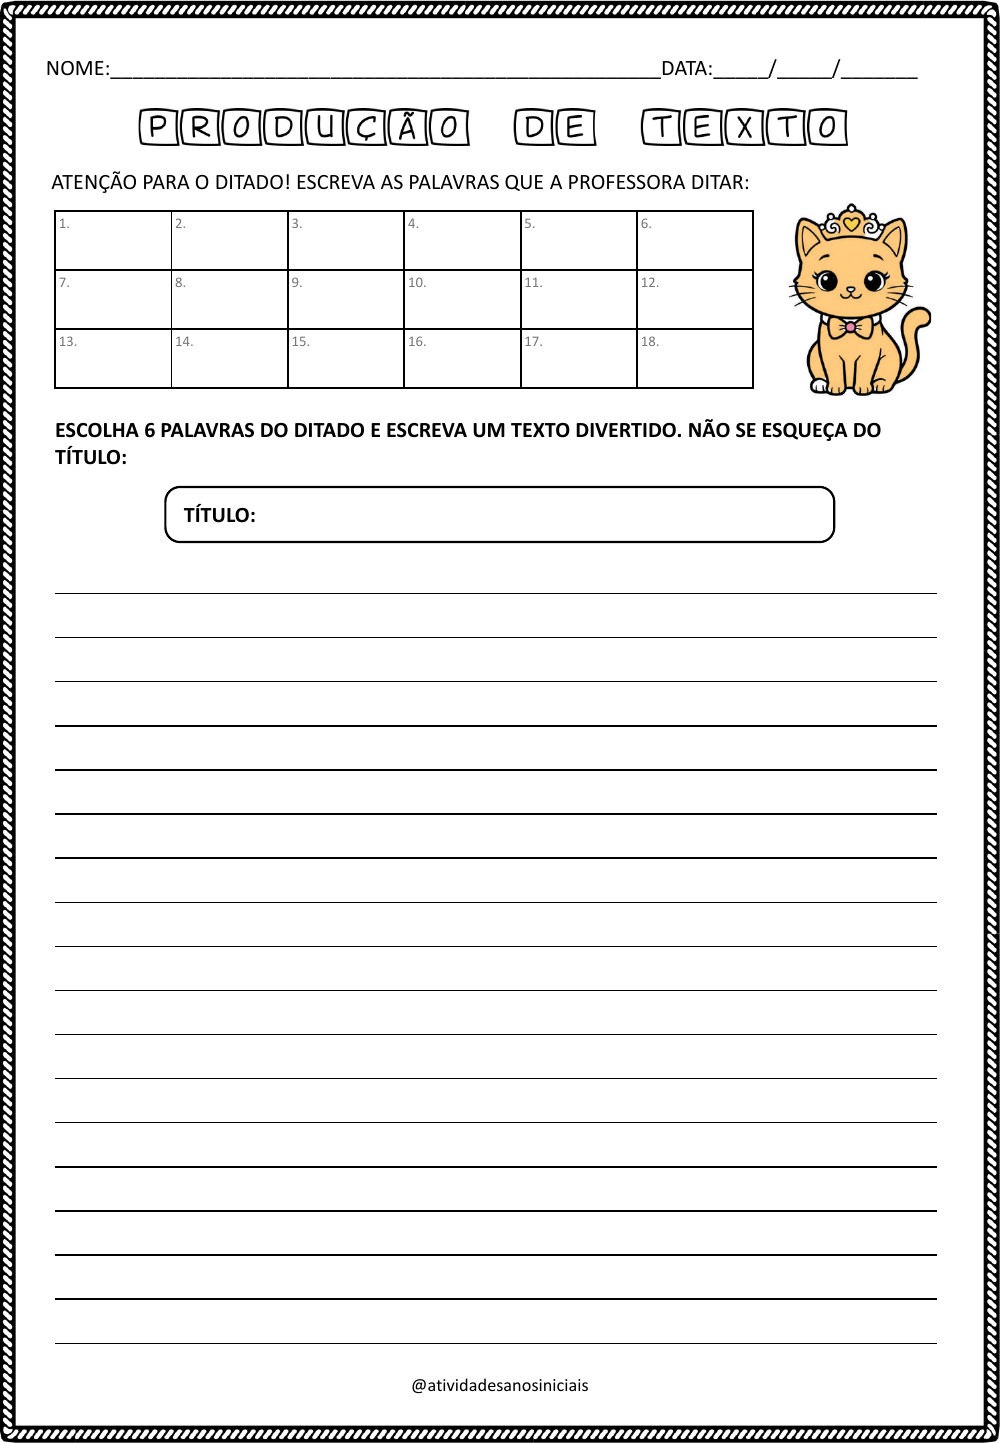 NOME:__________________________________________________DATA:_____/_____/_______
PRODUÇÃO DE TEXTO
ATENÇÃO PARA O DITADO! ESCREVA AS PALAVRAS QUE A PROFESSORA DITAR:
1. 2. 3. 4. 5. 6.
7. 8. 9. 10. 11. 12.
13. 14. 15. 16. 17. 18.
ESCOLHA 6 PALAVRAS DO DITADO E ESCREVA UM TEXTO DIVERTIDO. NÃO SE ESQUEÇA DO
TÍTULO:
TÍTULO:
@atividadesanosiniciais